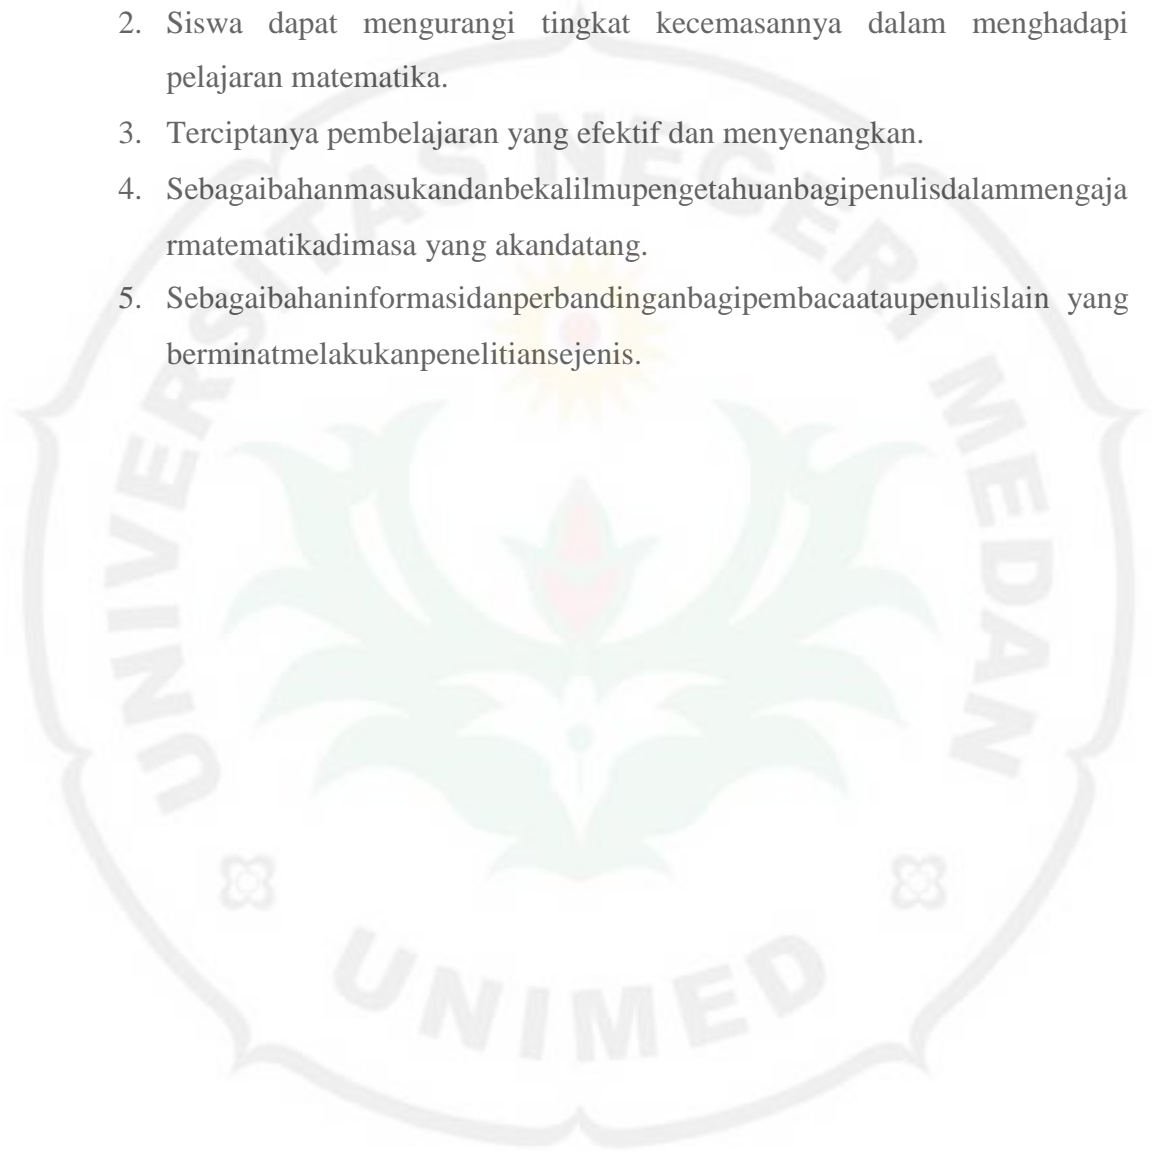 2. Siswa dapat mengurangi tingkat kecemasannya dalam menghadapi
pelajaran matematika.
3. Terciptanya pembelajaran yang efektif dan menyenangkan.
4. Sebagaibahanmasukandanbekalilmupengetahuanbagipenulisdalammengaja
rmatematikadimasa yang akandatang.
5. Sebagaibahaninformasidanperbandinganbagipembacaataupenulislain yang
berminatmelakukanpenelitiansejenis.
UNIVERSITAS NEGERI MEDAN
UNIMED